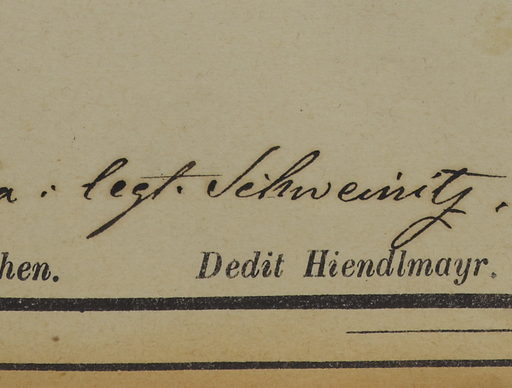 a : legt. Schweinitz.
hen. Dedit Hiendlmayr.